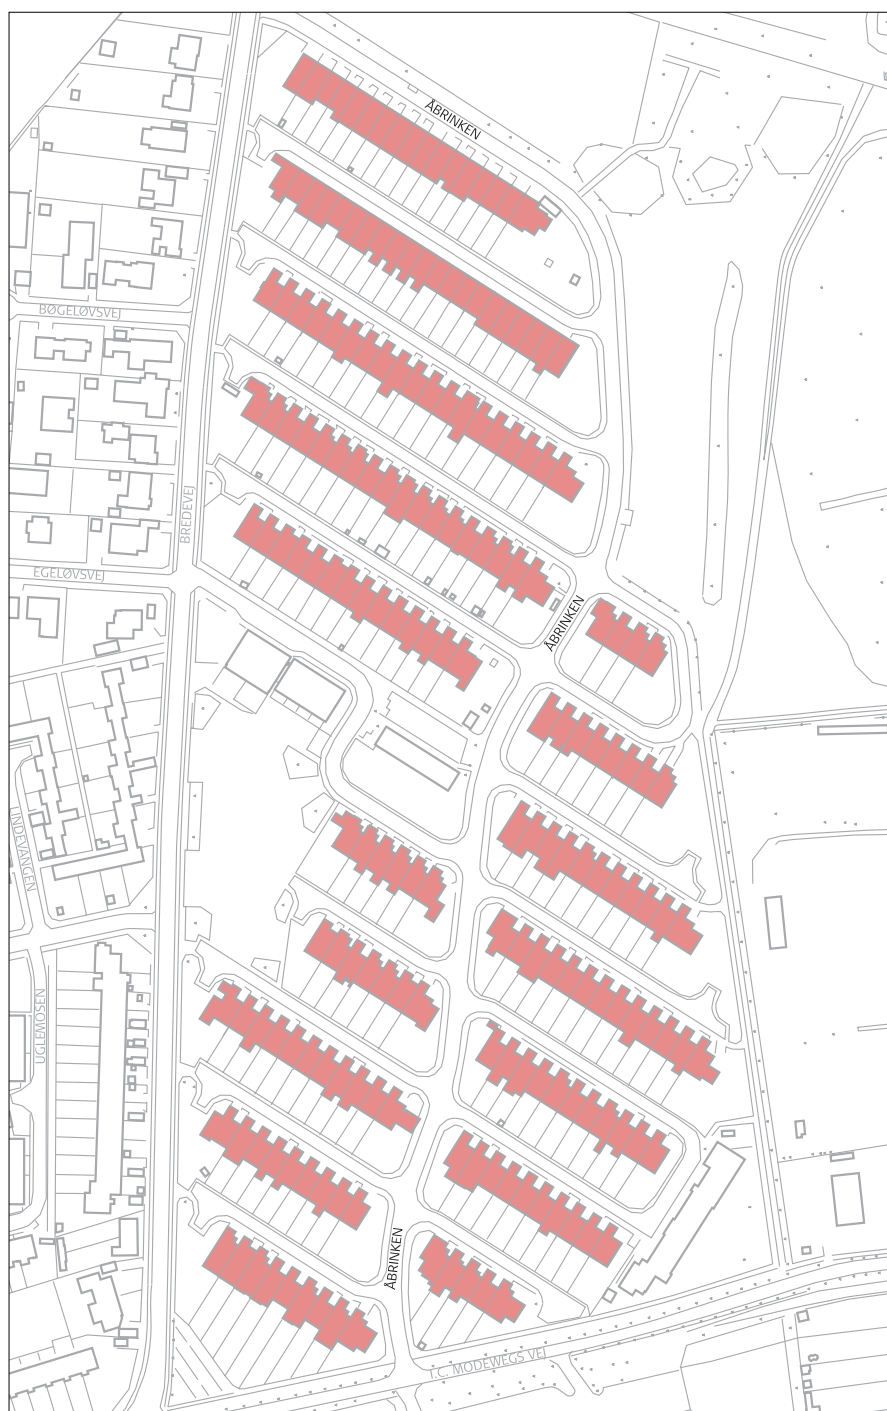 ÅBRINKEN
BØGELØVSVEJ
BREDEVEJ
EGELØVSVEJ
ÅBRINKEN
LINDEVANGEN
UGLEMOSEN
ÅBRINKEN
I.C. MODEWEGS VEJ